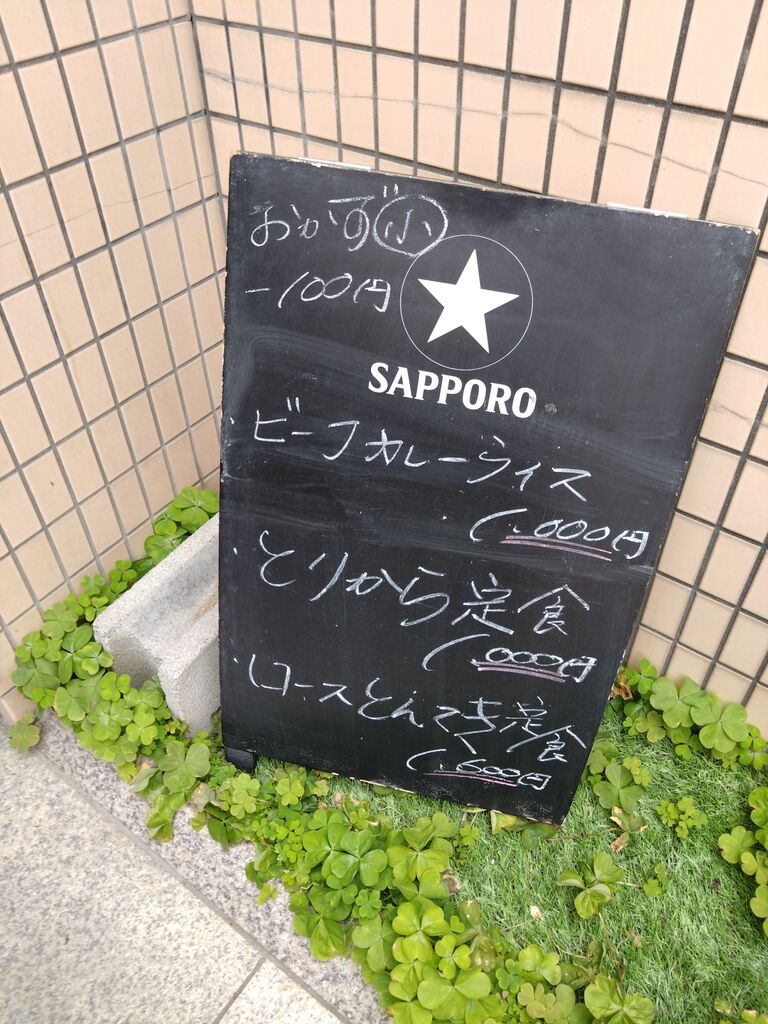 おかず小
-100円
SAPPORO
・ビーフカレーライス
1.000円
・とりから定食
1.000円
・ロースとんてき定食
1.600円